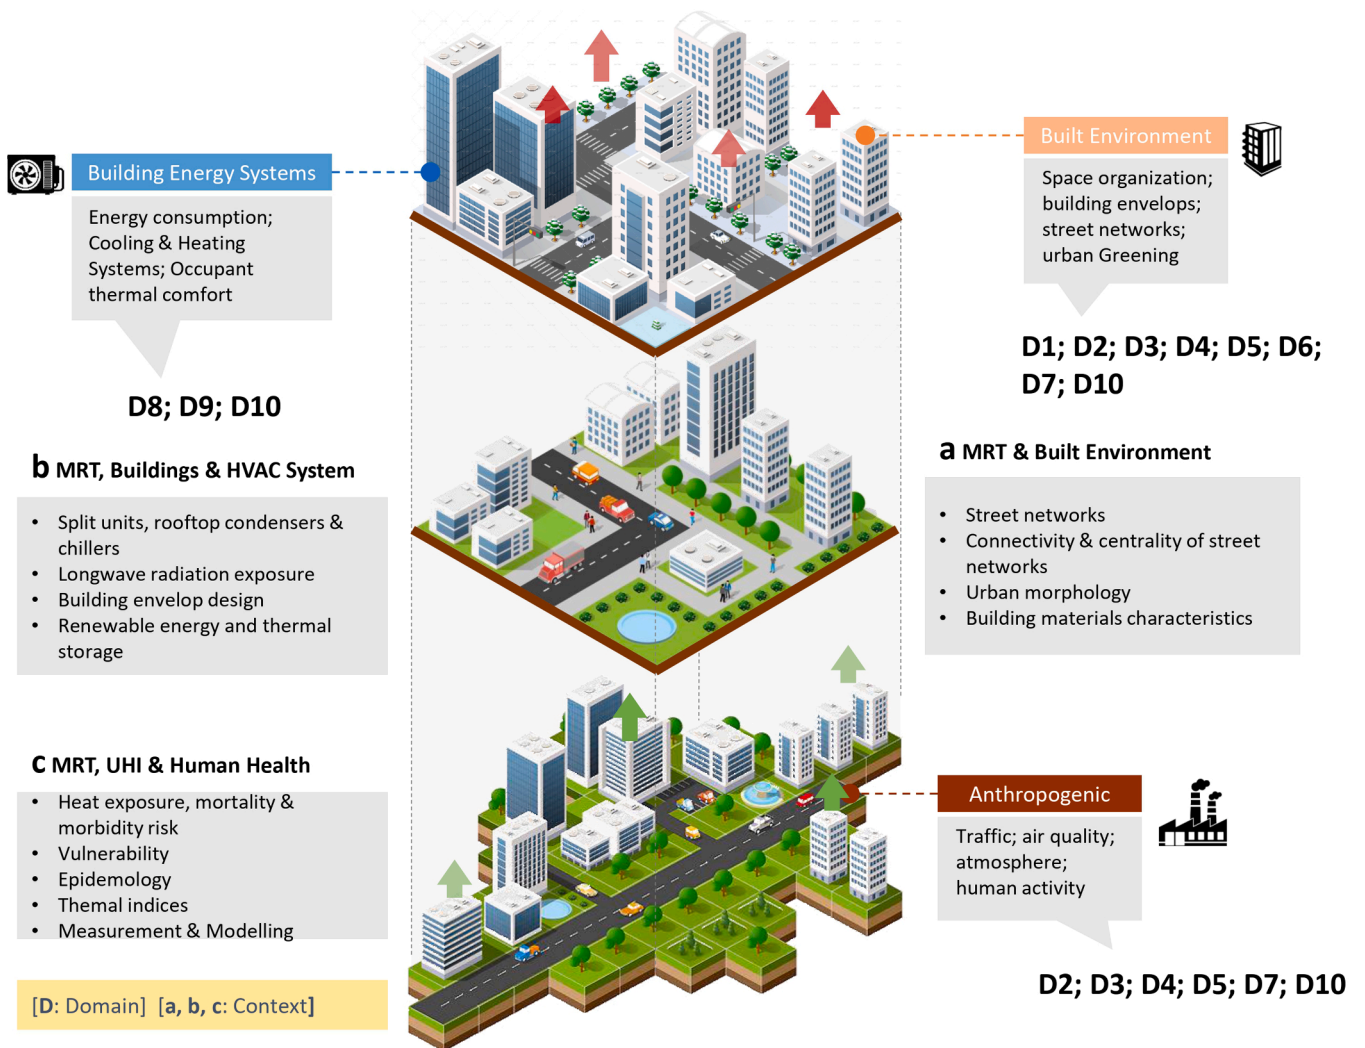 Building Energy Systems
Energy consumption;
Cooling & Heating
Systems; Occupant
thermal comfort
D8; D9; D10
Built Environment
Space organization;
building envelops;
street networks;
urban Greening
D1; D2; D3; D4; D5; D6;
D7; D10
b MRT, Buildings & HVAC System
• Split units, rooftop condensers &
chillers
• Longwave radiation exposure
• Building envelop design
• Renewable energy and thermal
storage
a MRT & Built Environment
• Street networks
• Connectivity & centrality of street
networks
• Urban morphology
• Building materials characteristics
c MRT, UHI & Human Health
• Heat exposure, mortality &
morbidity risk
• Vulnerability
• Epidemology
• Themal indices
• Measurement & Modelling
Anthropogenic
Traffic; air quality;
atmosphere;
human activity
D2; D3; D4; D5; D7; D10
[D: Domain] [a, b, c: Context]